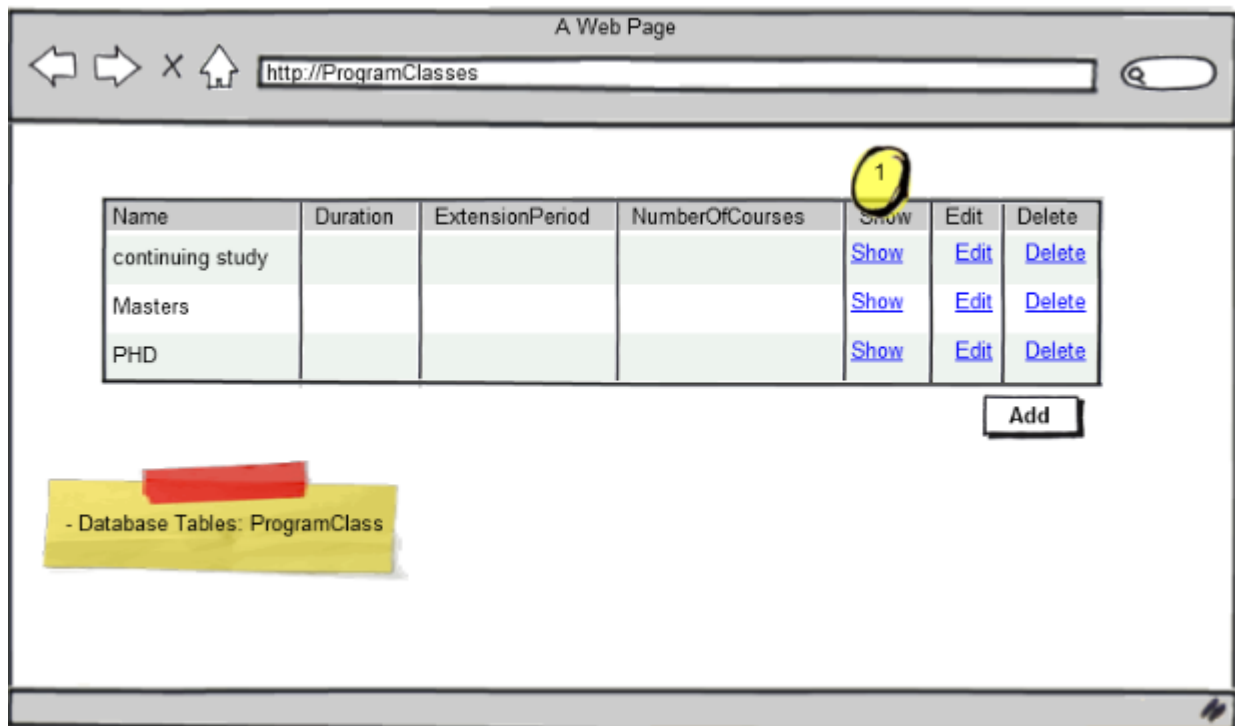 A Web Page
http://ProgramClasses
1
Name Duration ExtensionPeriod NumberOfCourses Show Edit Delete
continuing study Show Edit Delete
Masters Show Edit Delete
PHD Show Edit Delete
Add
- Database Tables: ProgramClass